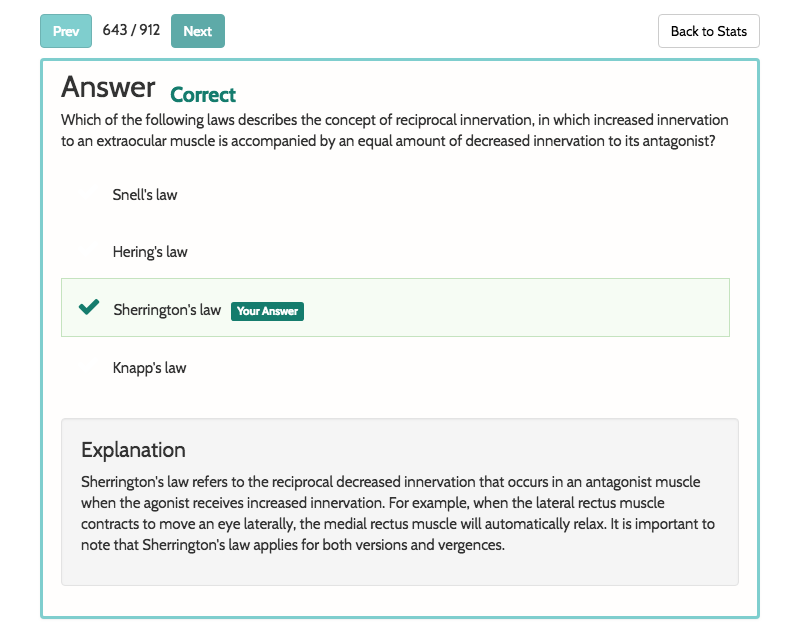 Prev 643 / 912 Next Back to Stats
Answer Correct
Which of the following laws describes the concept of reciprocal innervation, in which increased innervation
to an extraocular muscle is accompanied by an equal amount of decreased innervation to its antagonist?
Snell's law
Hering's law
Sherrington's law Your Answer
Knapp's law
Explanation
Sherrington's law refers to the reciprocal decreased innervation that occurs in an antagonist muscle
when the agonist receives increased innervation. For example, when the lateral rectus muscle
contracts to move an eye laterally, the medial rectus muscle will automatically relax. It is important to
note that Sherrington's law applies for both versions and vergences.